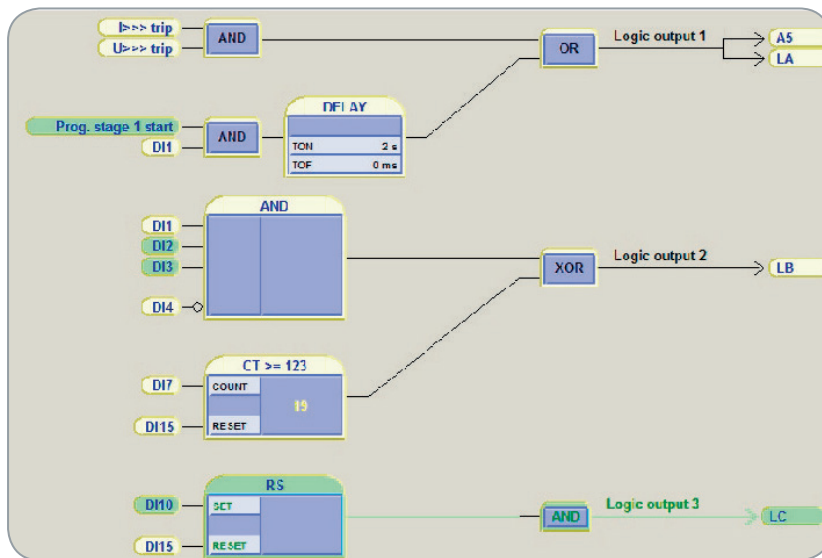 I>>> trip
U>>> trip
AND
OR
Logic output 1
A5
LA
Prog. stage 1 start
DI1
AND
DELAY
TON 2 s
TOF 0 ms
AND
DI1
DI2
DI3
DI4
XOR
Logic output 2
LB
CT >= 123
DI7
COUNT
DI15
RESET
RS
DI10
SET
DI15
RESET
AND
Logic output 3
LC